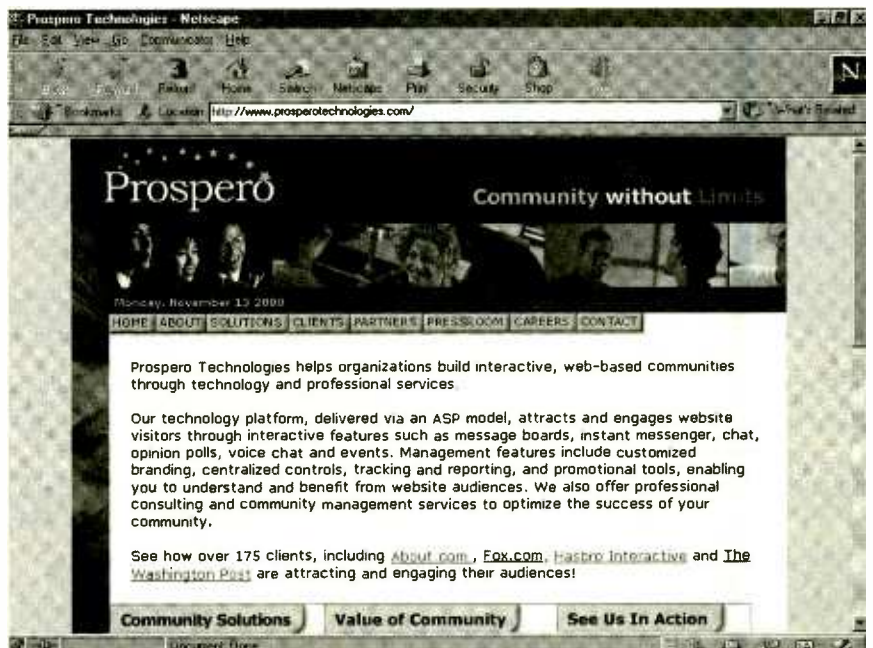 Prospero Technologies - Netscape
File Edit View Go Communicator Help
Reload Home Search Netscape Print Security Shop
Bookmarks Location http://www.prosperotechnologies.com/ What's Related
Prospero
Community without Limits
Monday, November 13 2000
HOME ABOUT SOLUTIONS CLIENTS PARTNERS PRESSROOM CAREERS CONTACT
Prospero Technologies helps organizations build interactive, web-based communities
through technology and professional services
Our technology platform, delivered via an ASP model, attracts and engages website
visitors through interactive features such as message boards, instant messenger, chat,
opinion polls, voice chat and events. Management features include customized
branding, centralized controls, tracking and reporting, and promotional tools, enabling
you to understand and benefit from website audiences. We also offer professional
consulting and community management services to optimize the success of your
community.
See how over 175 clients, including About com , Fox.com, Hasbro Interactive and The
Washington Post are attracting and engaging their audiences!
Community Solutions Value of Community See Us In Action
Document Done